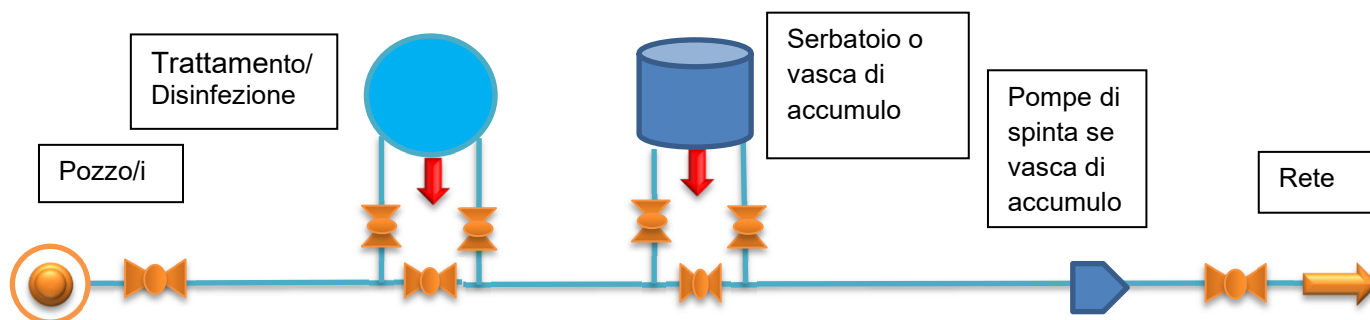 Pozzo/i
Trattamento/
Disinfezione
Serbatoio o
vasca di
accumulo
Pompe di
spinta se
vasca di
accumulo
Rete